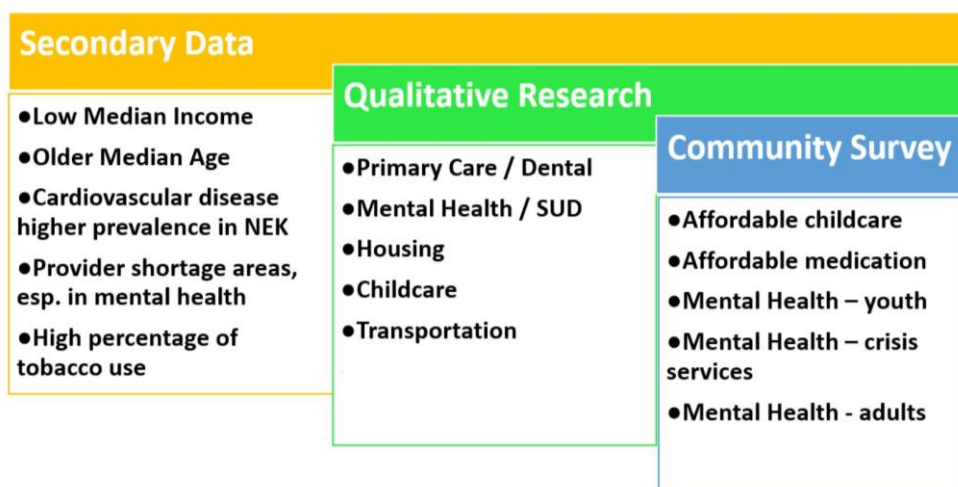 Secondary Data
●Low Median Income
●Older Median Age
●Cardiovascular disease
higher prevalence in NEK
●Provider shortage areas,
esp. in mental health
●High percentage of
tobacco use
Qualitative Research
●Primary Care / Dental
●Mental Health / SUD
●Housing
●Childcare
●Transportation
Community Survey
●Affordable childcare
●Affordable medication
●Mental Health – youth
●Mental Health – crisis
services
●Mental Health - adults